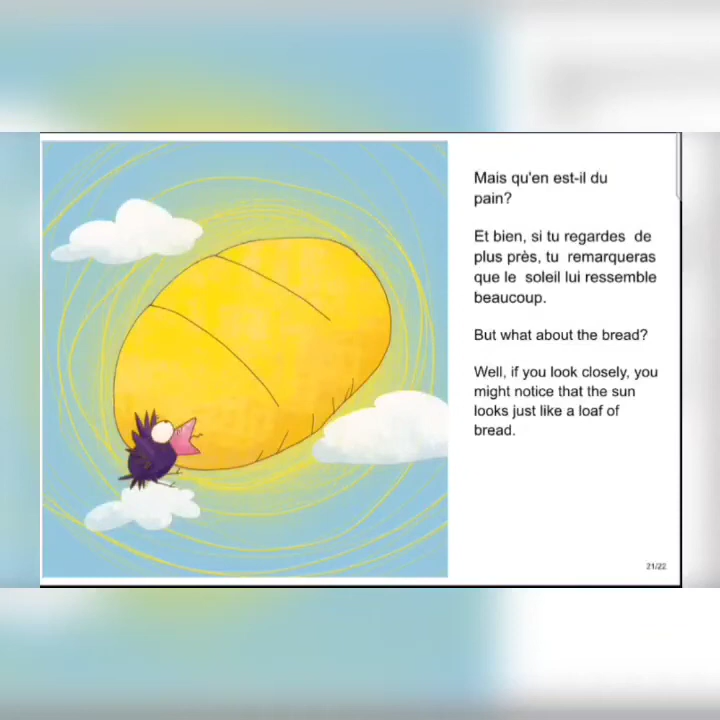 Mais qu'en est-il du
pain?
Et bien, si tu regardes de
plus près, tu remarqueras
que le soleil lui ressemble
beaucoup.
But what about the bread?
Well, if you look closely, you
might notice that the sun
looks just like a loaf of
bread.
21/22